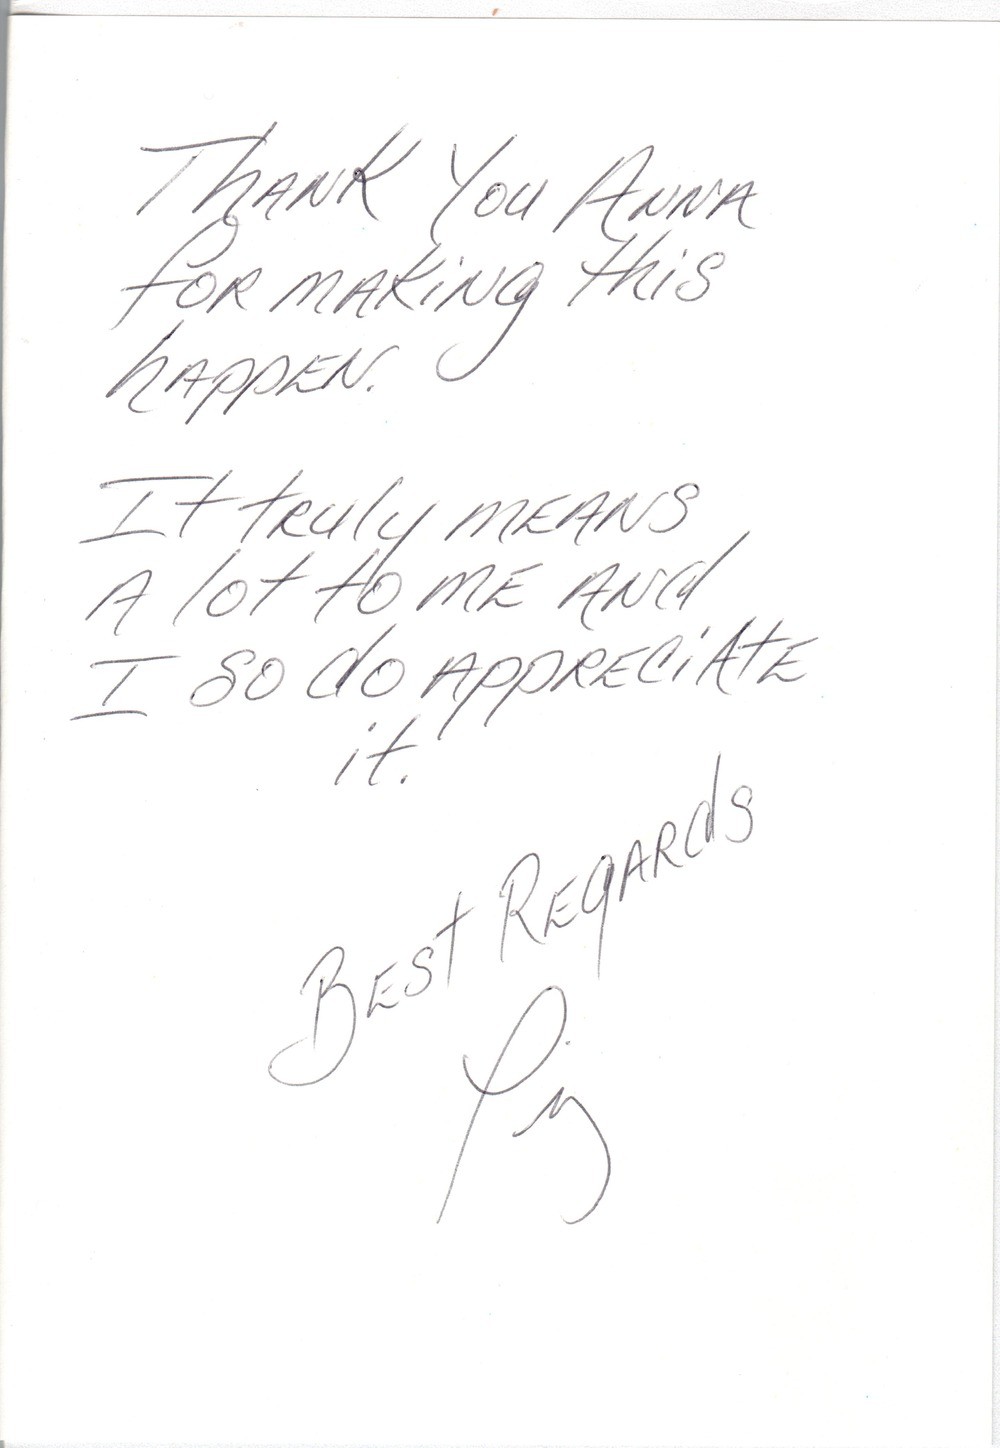 Thank You Anna
for making this
happen.
It truly means
a lot to me and
I so do appreciate
it.
Best Regards